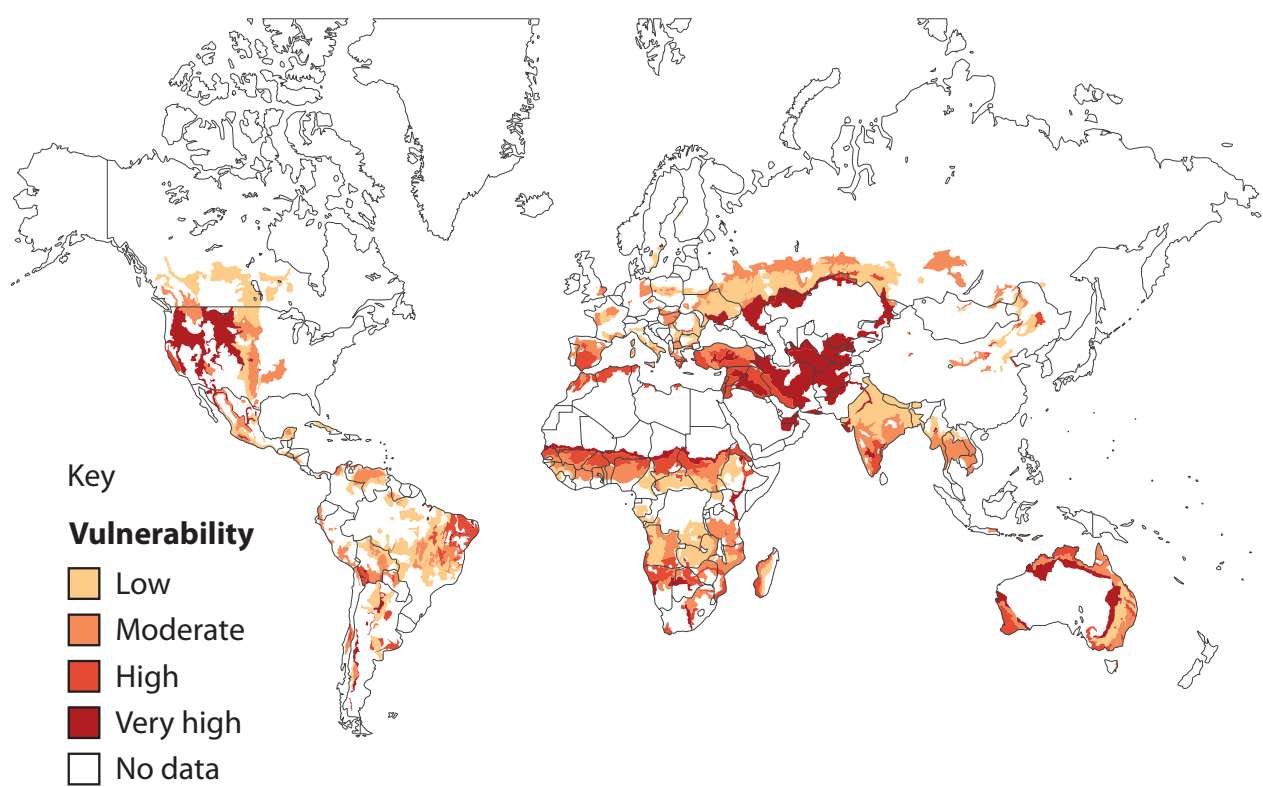 Key
Vulnerability
Low
Moderate
High
Very high
No data